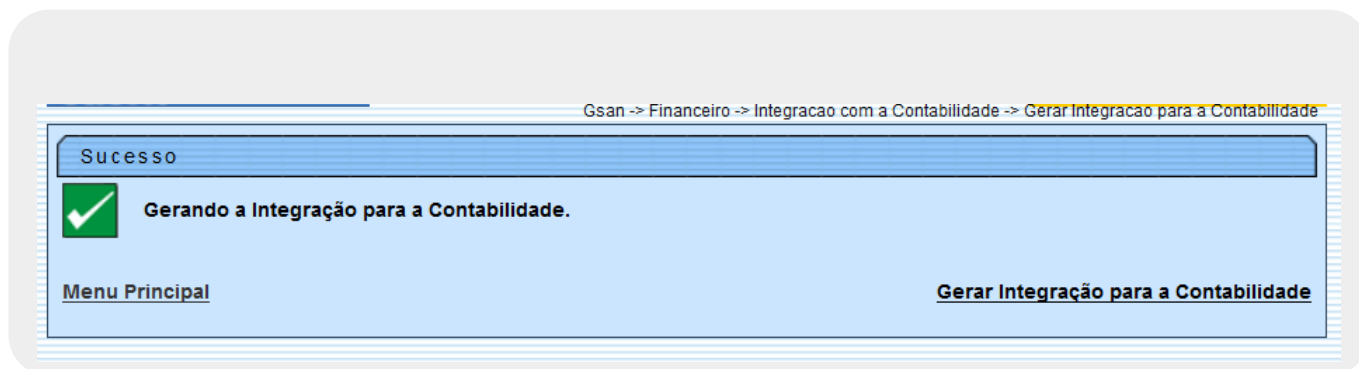 Gsan -> Financeiro -> Integracao com a Contabilidade -> Gerar Integracao para a Contabilidade
Sucesso
Gerando a Integração para a Contabilidade.
Menu Principal
Gerar Integração para a Contabilidade